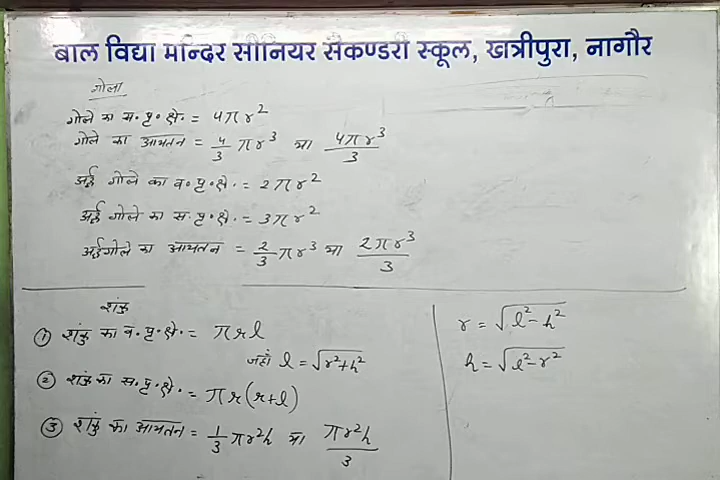 बाल विद्या मन्दिर सीनियर सैकण्डरी स्कूल, खत्रीपुरा, नागौर
गोला
गोले का स॰ पृ॰ क्षे॰ = 4πr²
गोले का आयतन = 4/3 πr³ या 4πr³/3
अर्द्ध गोले का व॰ पृ॰ क्षे॰ = 2πr²
अर्द्ध गोले का स॰ पृ॰ क्षे॰ = 3πr²
अर्द्धगोले का आयतन = 2/3 πr³ या 2πr³/3
शंकु
① शंकु का व॰ पृ॰ क्षे॰ = πrl
जहाँ l = √(r²+h²)
② शंकु का स॰ पृ॰ क्षे॰ = πr(r+l)
③ शंकु का आयतन = 1/3 πr²h या πr²h/3
r = √(l²-h²)
h = √(l²-r²)